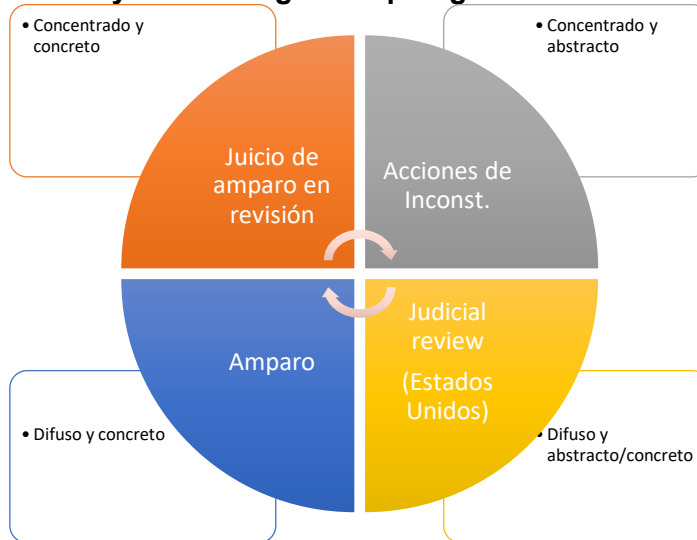 • Concentrado y
concreto
• Concentrado y
abstracto
Juicio de
amparo en
revisión
Acciones de
Inconst.
Amparo
Judicial
review
(Estados
Unidos)
• Difuso y concreto
• Difuso y
abstracto/concreto